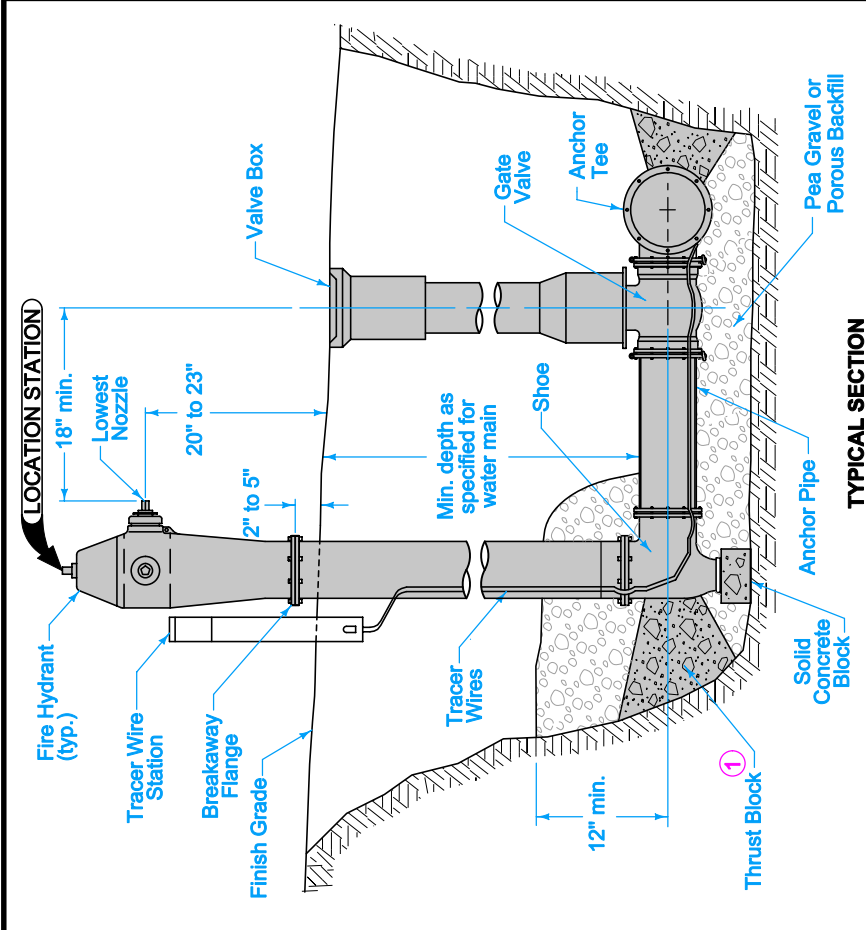 LOCATION STATION
18" min.
Lowest
Nozzle
20" to 23"
Fire Hydrant
(typ.)
Tracer Wire
Station
Breakaway
Flange
Finish Grade
2" to 5"
Valve Box
Min. depth as
specified for
water main
Shoe
Gate
Valve
Anchor
Tee
Tracer
Wires
12" min.
1
Thrust Block
Solid
Concrete
Block
Anchor Pipe
Pea Gravel or
Porous Backfill
TYPICAL SECTION